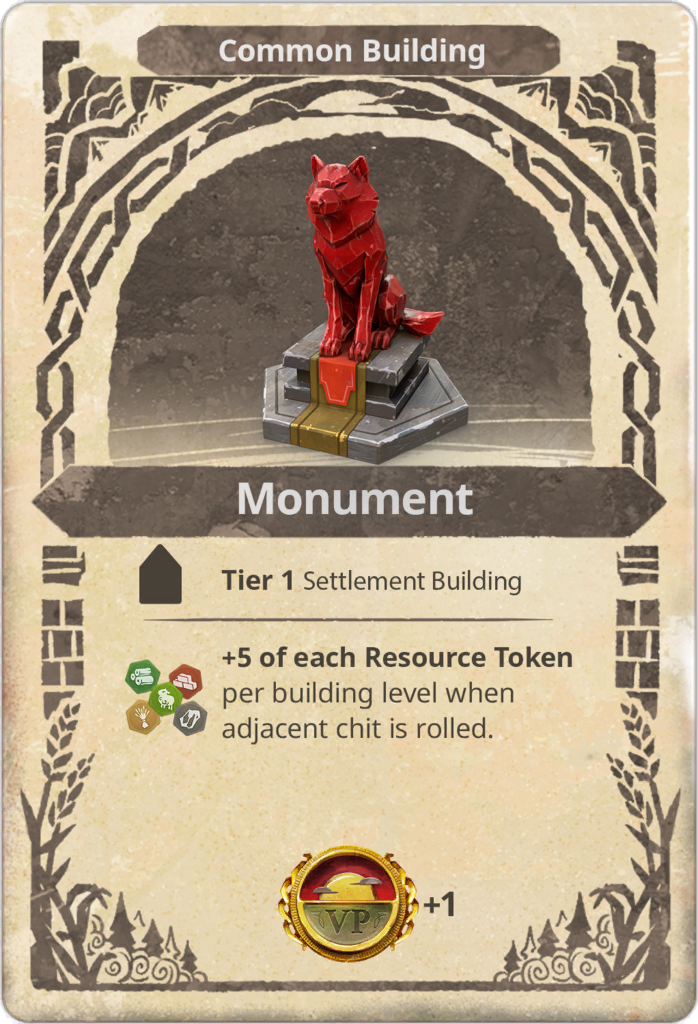 Common Building
Monument
Tier 1 Settlement Building
+5 of each Resource Token
per building level when
adjacent chit is rolled.
VP +1